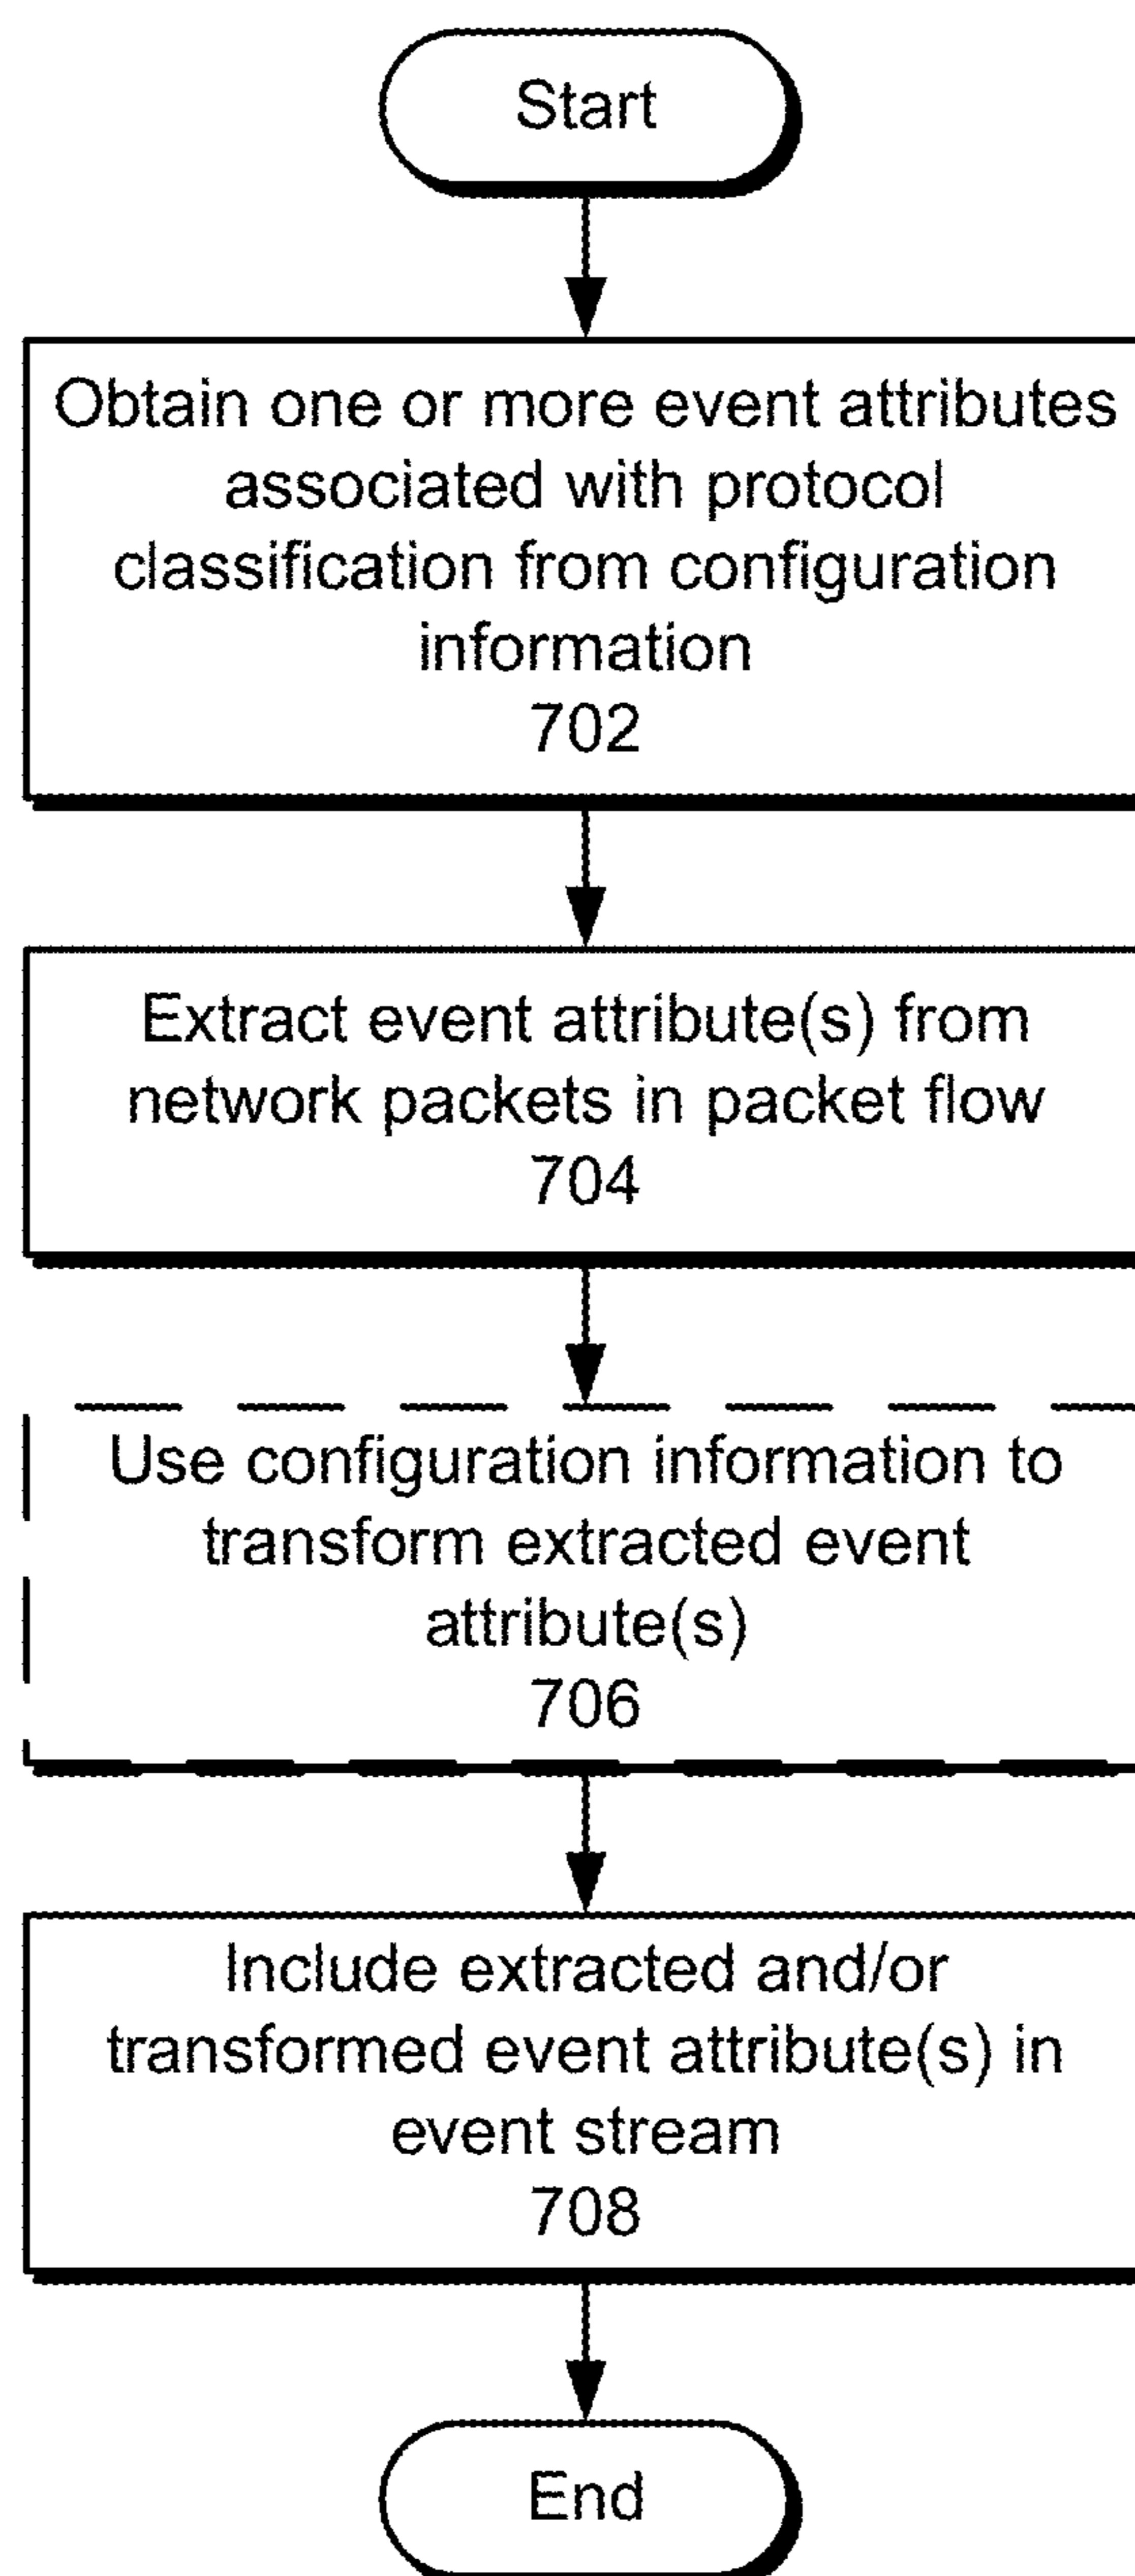 Start
Obtain one or more event attributes
associated with protocol
classification from configuration
information
702
Extract event attribute(s) from
network packets in packet flow
704
Use configuration information to
transform extracted event
attribute(s)
706
Include extracted and/or
transformed event attribute(s) in
event stream
708
End